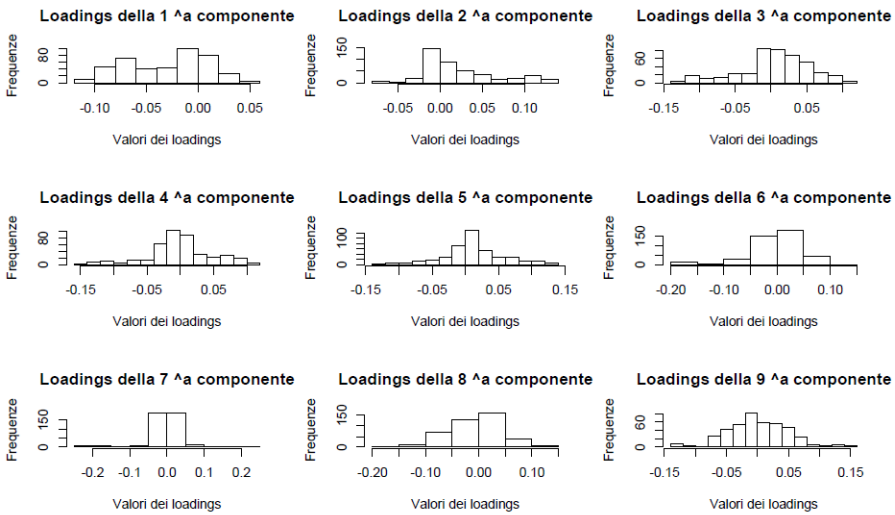 Loadings della 1 ^a componente
Frequenze
0 80
-0.10 -0.05 0.00 0.05
Valori dei loadings
Loadings della 2 ^a componente
Frequenze
0 150
-0.05 0.00 0.05 0.10
Valori dei loadings
Loadings della 3 ^a componente
Frequenze
0 60
-0.15 -0.05 0.05
Valori dei loadings
Loadings della 4 ^a componente
Frequenze
0 80
-0.15 -0.05 0.05
Valori dei loadings
Loadings della 5 ^a componente
Frequenze
0 100
-0.15 -0.05 0.05 0.15
Valori dei loadings
Loadings della 6 ^a componente
Frequenze
0 150
-0.20 0.00 0.10
Valori dei loadings
Loadings della 7 ^a componente
Frequenze
0 150
-0.2 -0.1 0.0 0.1 0.2
Valori dei loadings
Loadings della 8 ^a componente
Frequenze
0 150
-0.20 -0.10 0.00 0.10
Valori dei loadings
Loadings della 9 ^a componente
Frequenze
0 60
-0.15 -0.05 0.05 0.15
Valori dei loadings